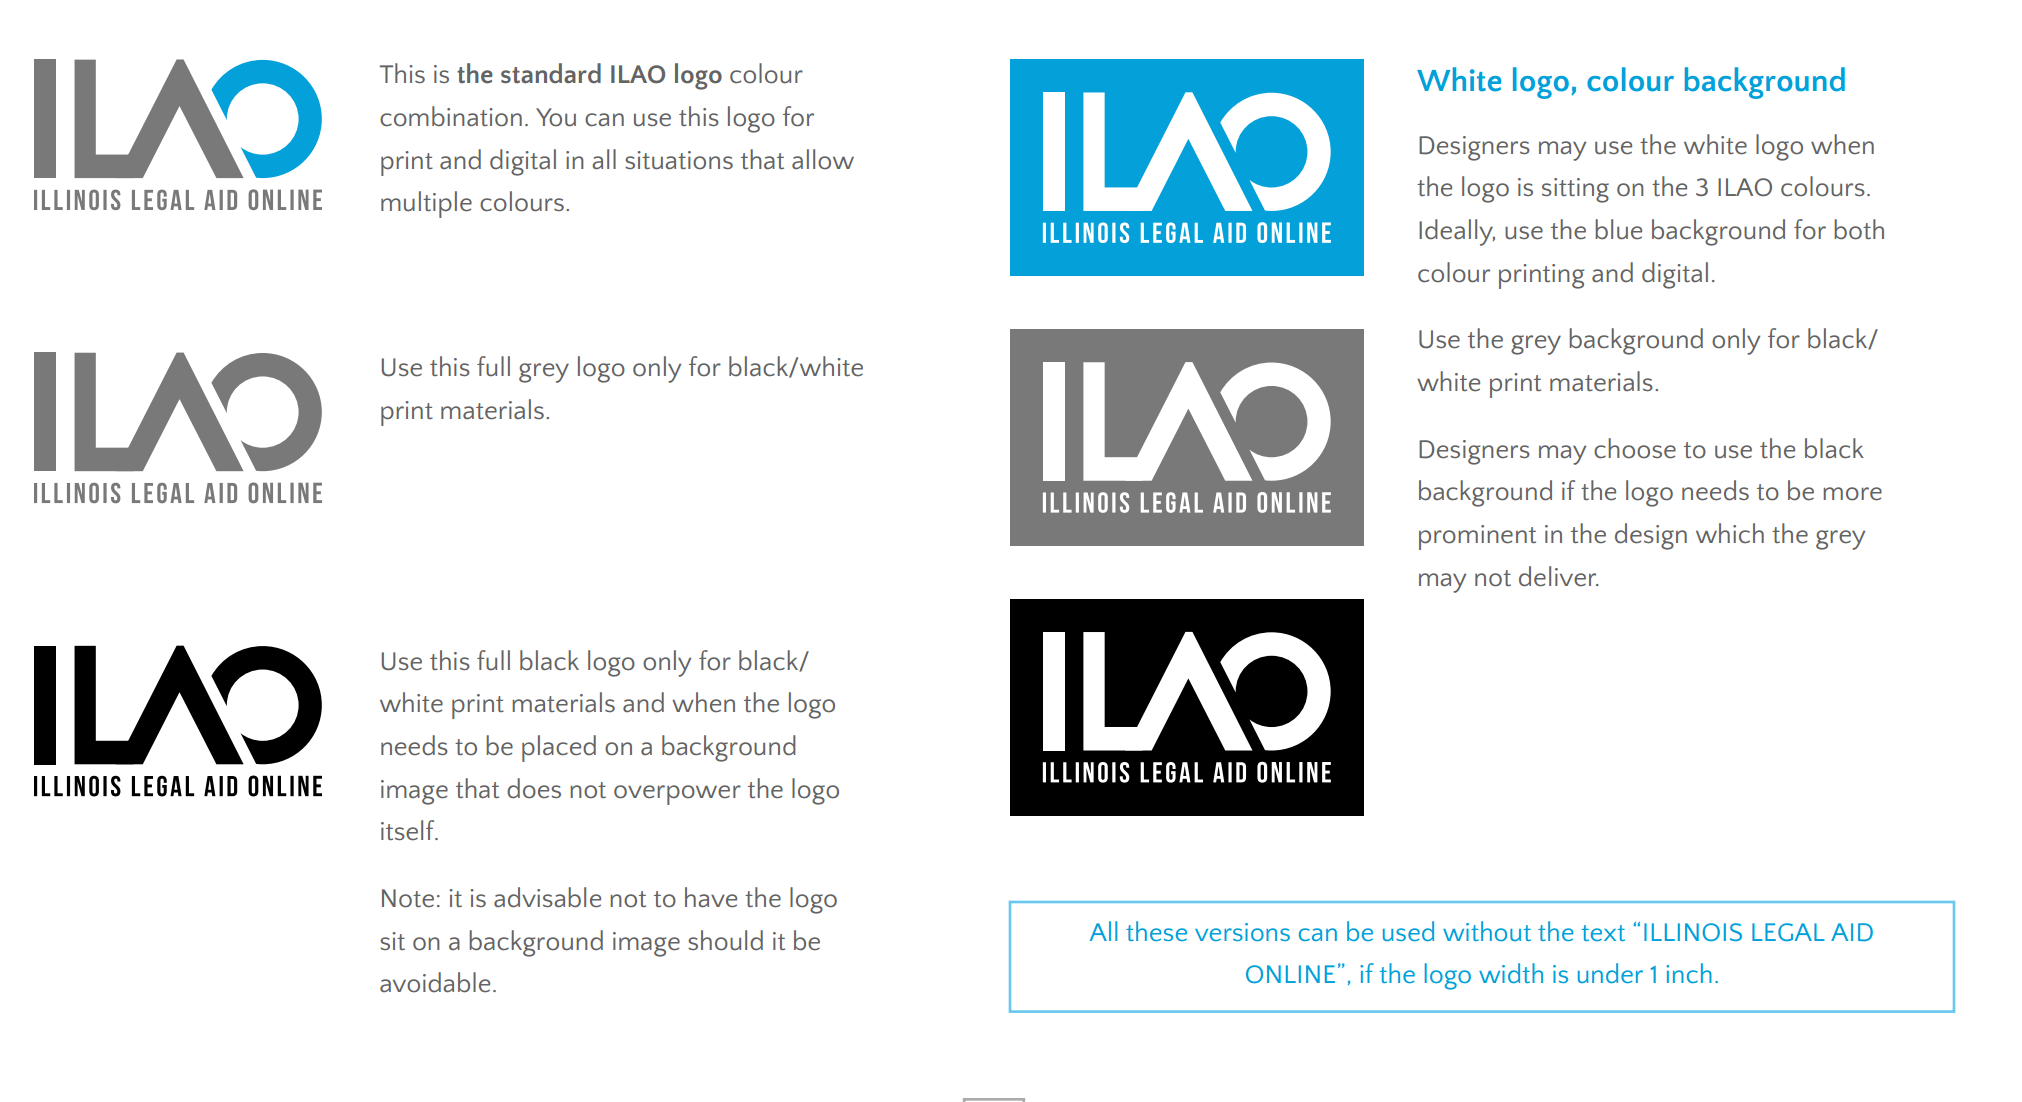 ILAO
ILLINOIS LEGAL AID ONLINE
This is the standard ILAO logo colour
combination. You can use this logo for
print and digital in all situations that allow
multiple colours.
ILAO
ILLINOIS LEGAL AID ONLINE
Use this full grey logo only for black/white
print materials.
ILAO
ILLINOIS LEGAL AID ONLINE
Use this full black logo only for black/
white print materials and when the logo
needs to be placed on a background
image that does not overpower the logo
itself.
Note: it is advisable not to have the logo
sit on a background image should it be
avoidable.
ILAO
ILLINOIS LEGAL AID ONLINE
White logo, colour background
Designers may use the white logo when
the logo is sitting on the 3 ILAO colours.
Ideally, use the blue background for both
colour printing and digital.
ILAO
ILLINOIS LEGAL AID ONLINE
Use the grey background only for black/
white print materials.
Designers may choose to use the black
background if the logo needs to be more
prominent in the design which the grey
may not deliver.
ILAO
ILLINOIS LEGAL AID ONLINE
All these versions can be used without the text “ILLINOIS LEGAL AID
ONLINE”, if the logo width is under 1 inch.